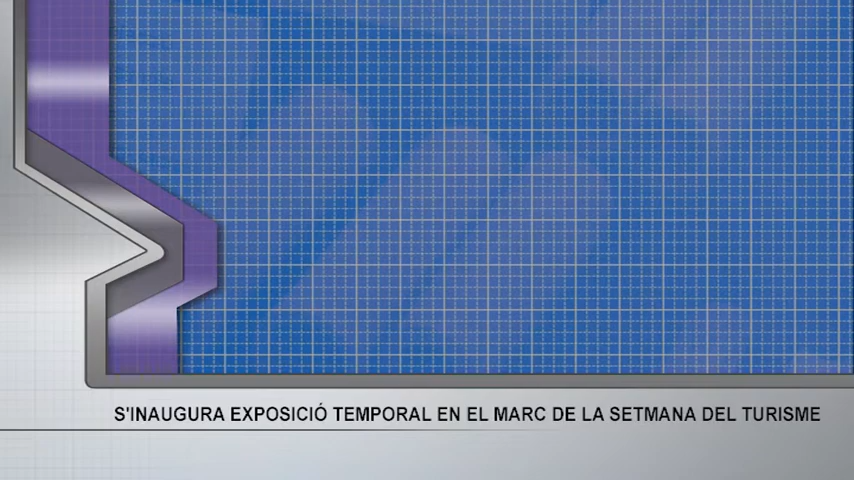 S'INAUGURA EXPOSICIÓ TEMPORAL EN EL MARC DE LA SETMANA DEL TURISME